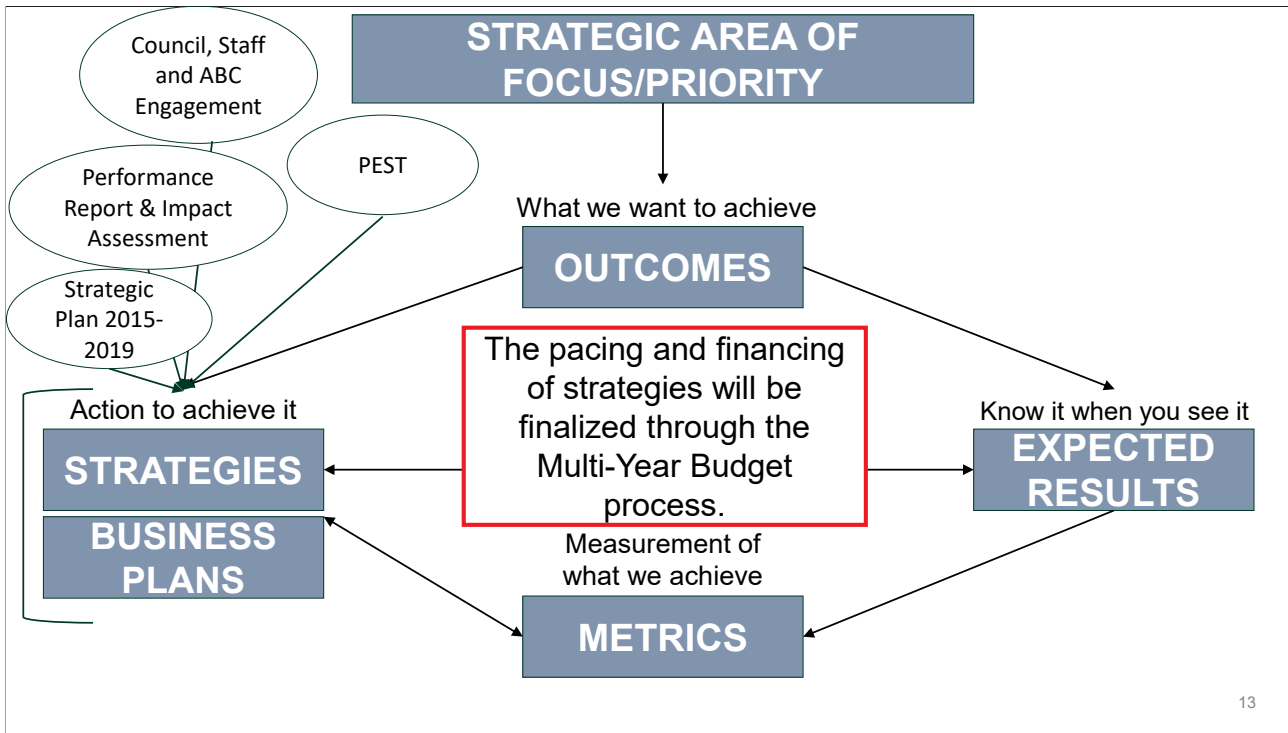 STRATEGIC AREA OF
FOCUS/PRIORITY
Council, Staff
and ABC
Engagement
PEST
Performance
Report & Impact
Assessment
Strategic
Plan 2015-
2019
What we want to achieve
OUTCOMES
The pacing and financing
of strategies will be
finalized through the
Multi-Year Budget
process.
Action to achieve it
STRATEGIES
BUSINESS
PLANS
Know it when you see it
EXPECTED
RESULTS
Measurement of
what we achieve
METRICS
13